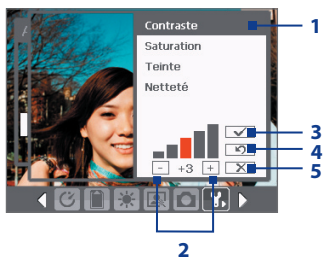 Contraste
1
Saturation
Teinte
Netteté
3
4
- +3 +
5
2